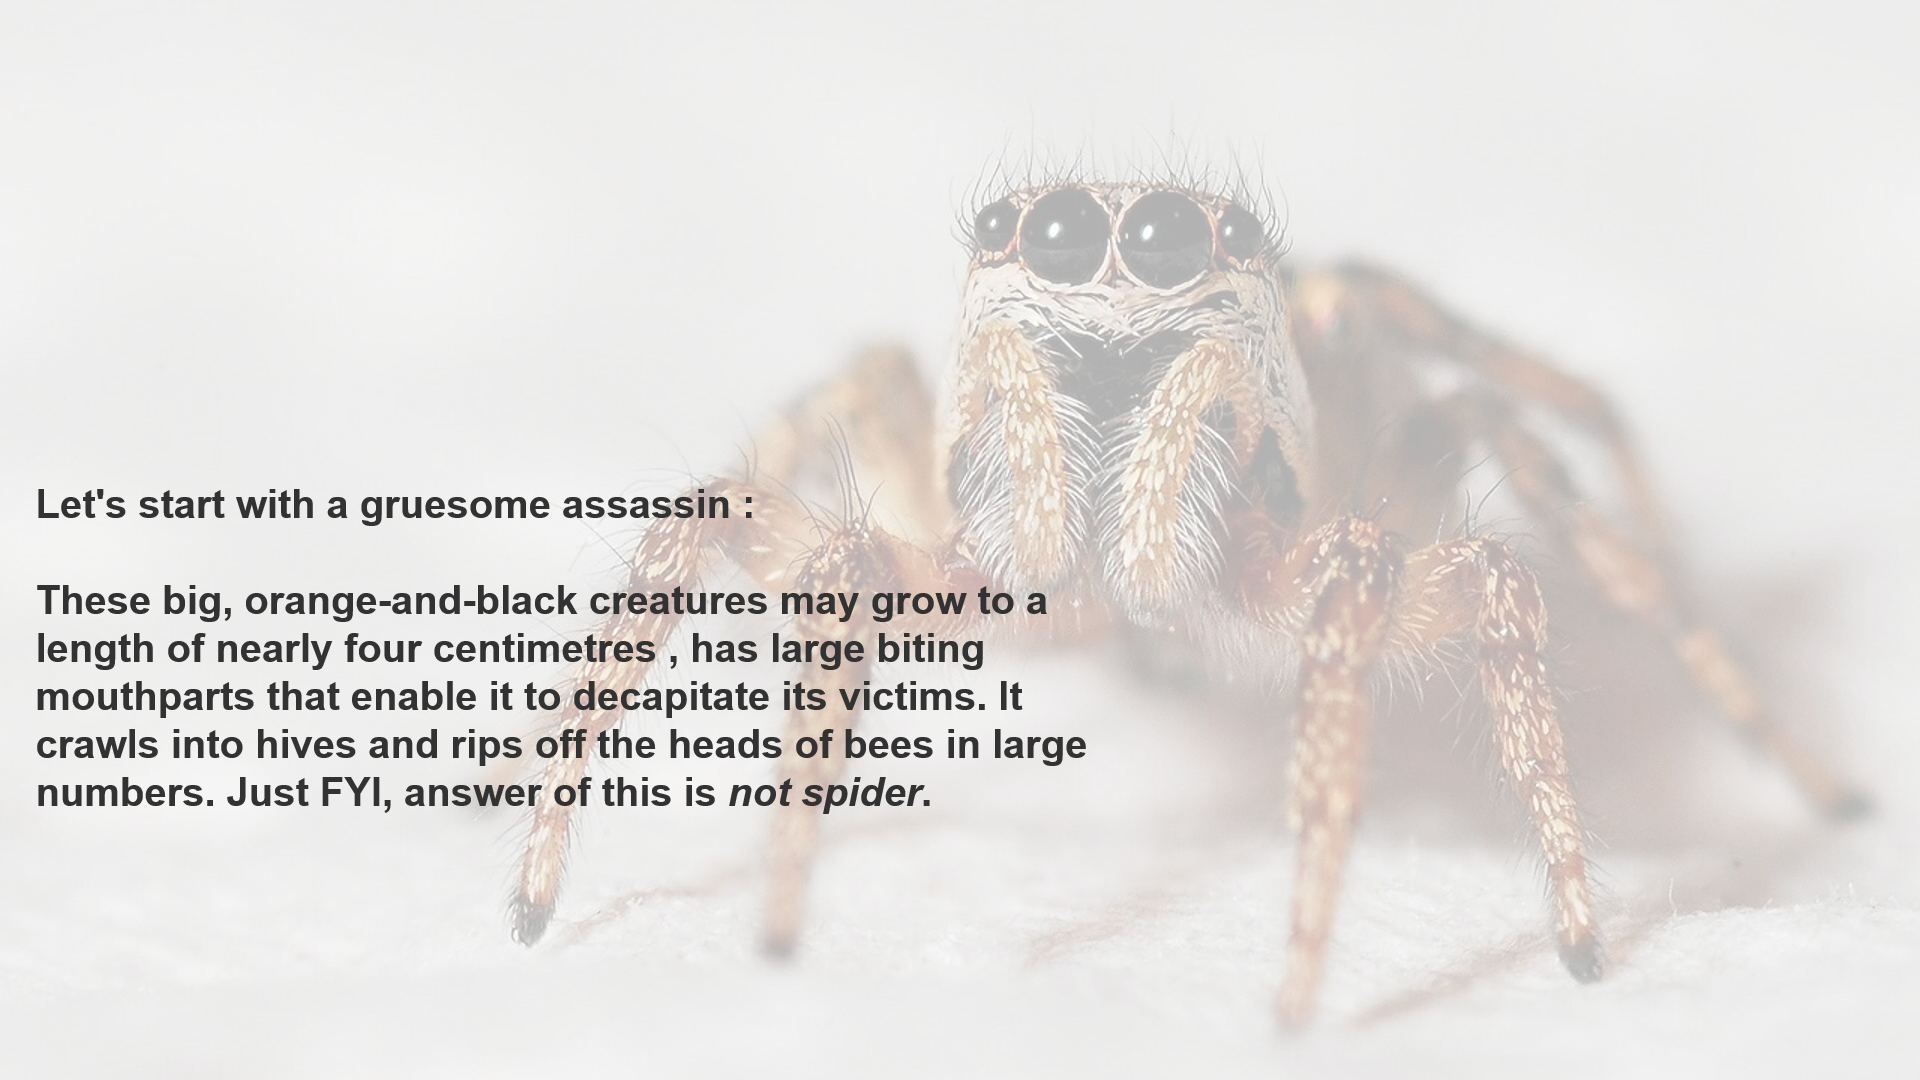 Let's start with a gruesome assassin :
These big, orange-and-black creatures may grow to a
length of nearly four centimetres , has large biting
mouthparts that enable it to decapitate its victims. It
crawls into hives and rips off the heads of bees in large
numbers. Just FYI, answer of this is not spider.